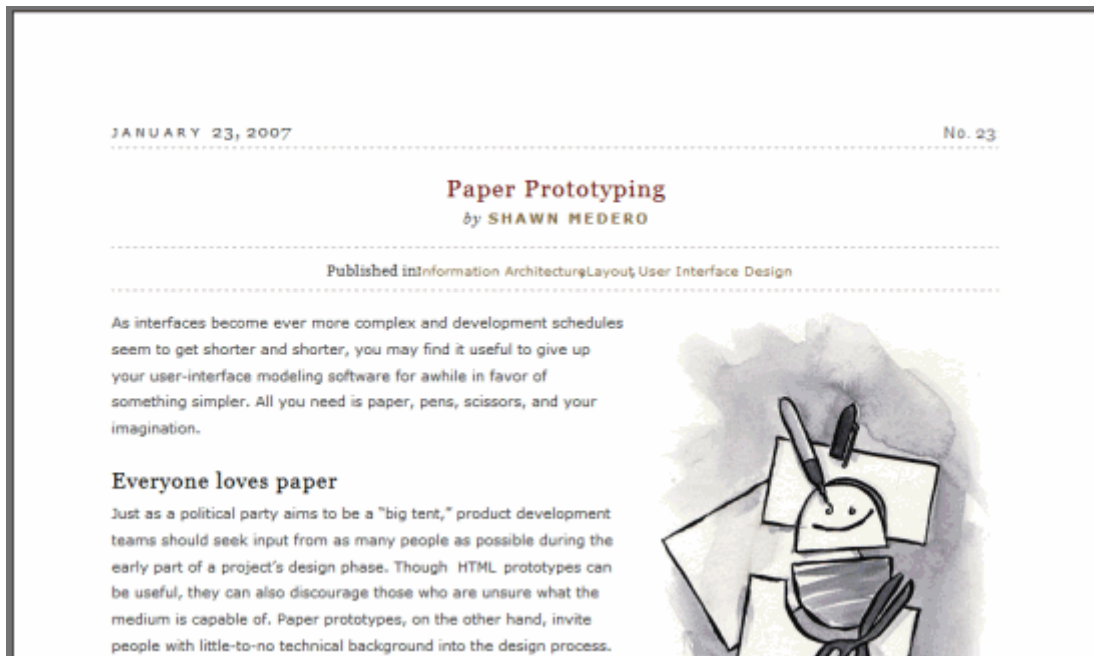 JANUARY 23, 2007 No. 23
Paper Prototyping
by SHAWN MEDERO
Published in: Information Architecture, Layout, User Interface Design
As interfaces become ever more complex and development schedules
seem to get shorter and shorter, you may find it useful to give up
your user-interface modeling software for awhile in favor of
something simpler. All you need is paper, pens, scissors, and your
imagination.
Everyone loves paper
Just as a political party aims to be a “big tent,” product development
teams should seek input from as many people as possible during the
early part of a project’s design phase. Though HTML prototypes can
be useful, they can also discourage those who are unsure what the
medium is capable of. Paper prototypes, on the other hand, invite
people with little-to-no technical background into the design process.